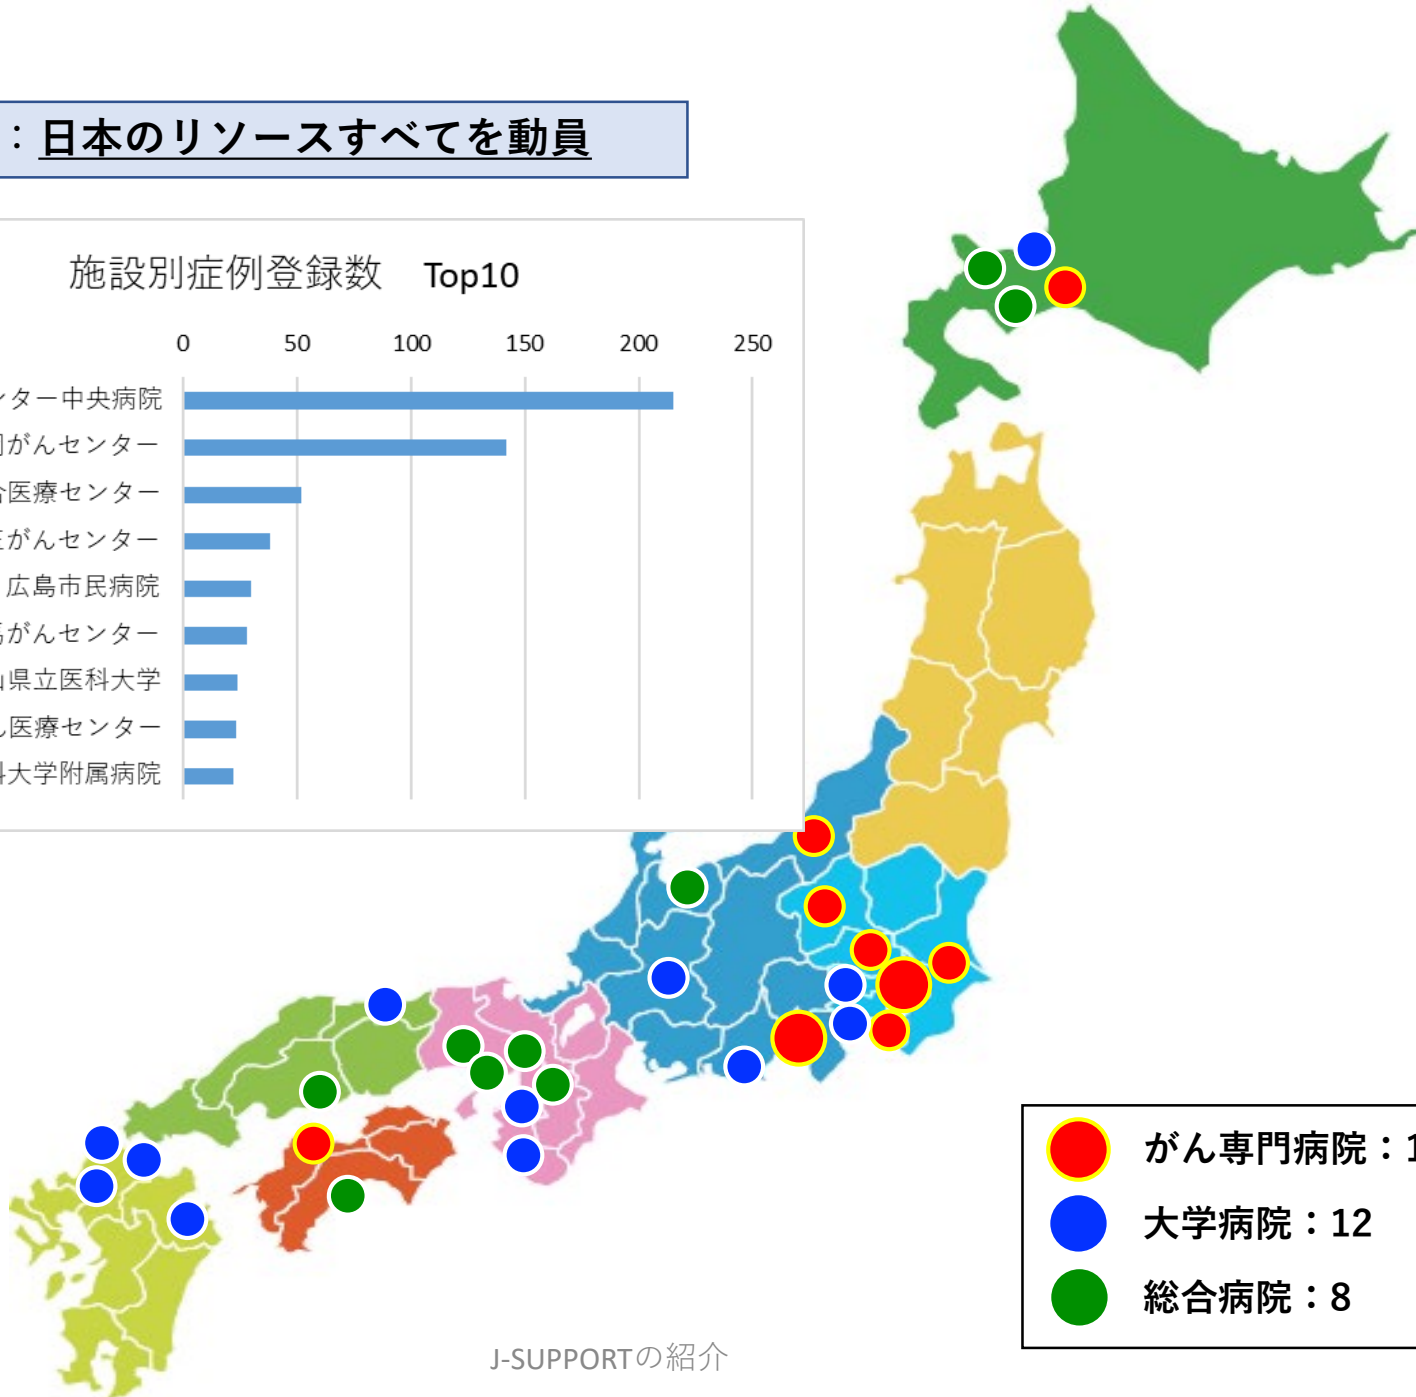 ：日本のリソースすべてを動員
施設別症例登録数 Top10
0 50 100 150 200 250
ンター中央病院
がんセンター
医療センター
がんセンター
広島市民病院
がんセンター
山県立医科大学
医療センター
科大学附属病院
がん専門病院：1
大学病院：12
総合病院：8
J-SUPPORTの紹介